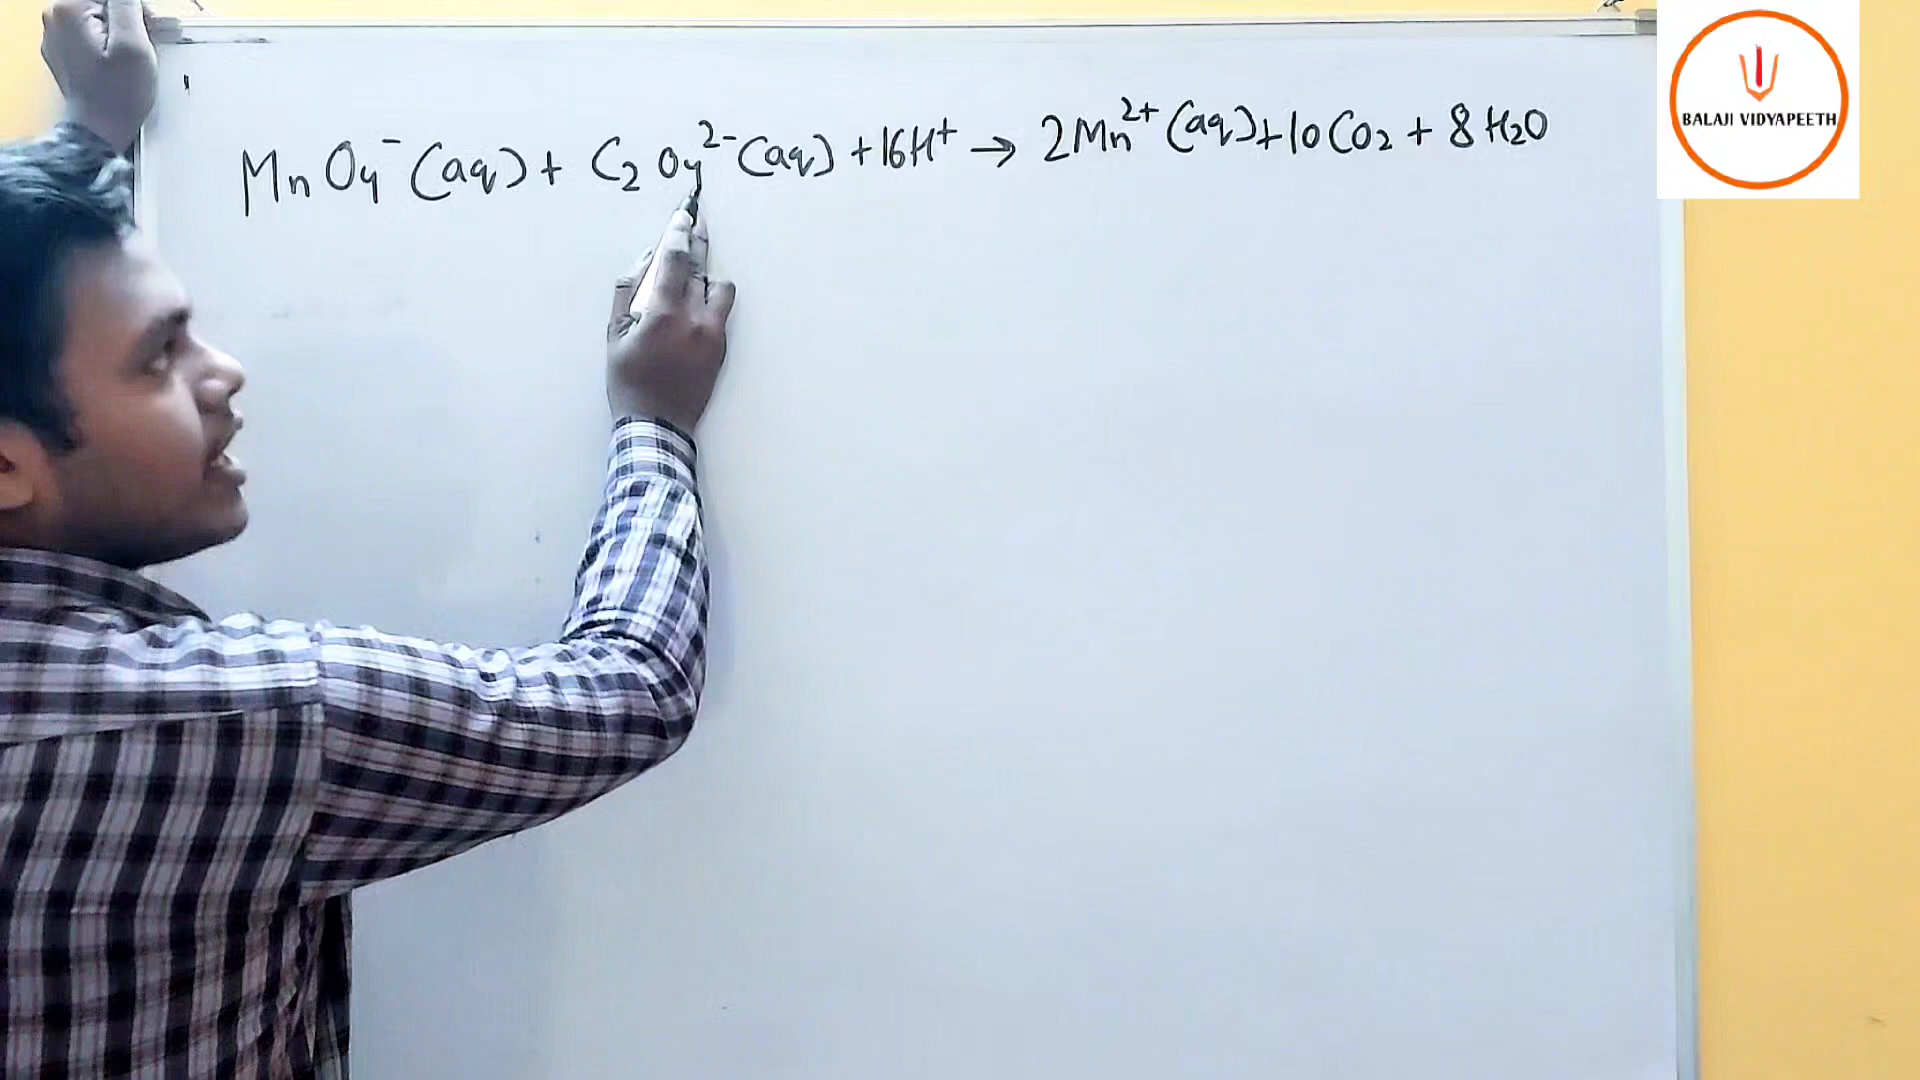 MnO₄⁻(aq) + C₂O₄²⁻(aq) + 16H⁺ → 2Mn²⁺(aq) + 10CO₂ + 8H₂O
BALAJI VIDYAPEETH